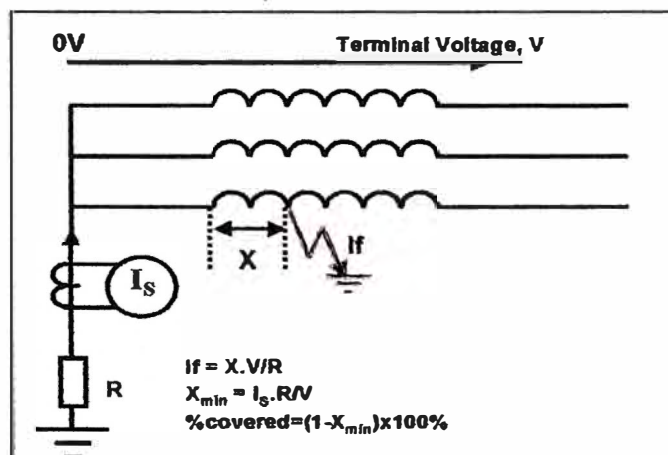 0V Terminal Voltage, V
X If
Is
R
If = X.V/R
Xmin = Is.R/V
%covered=(1-Xmin)x100%